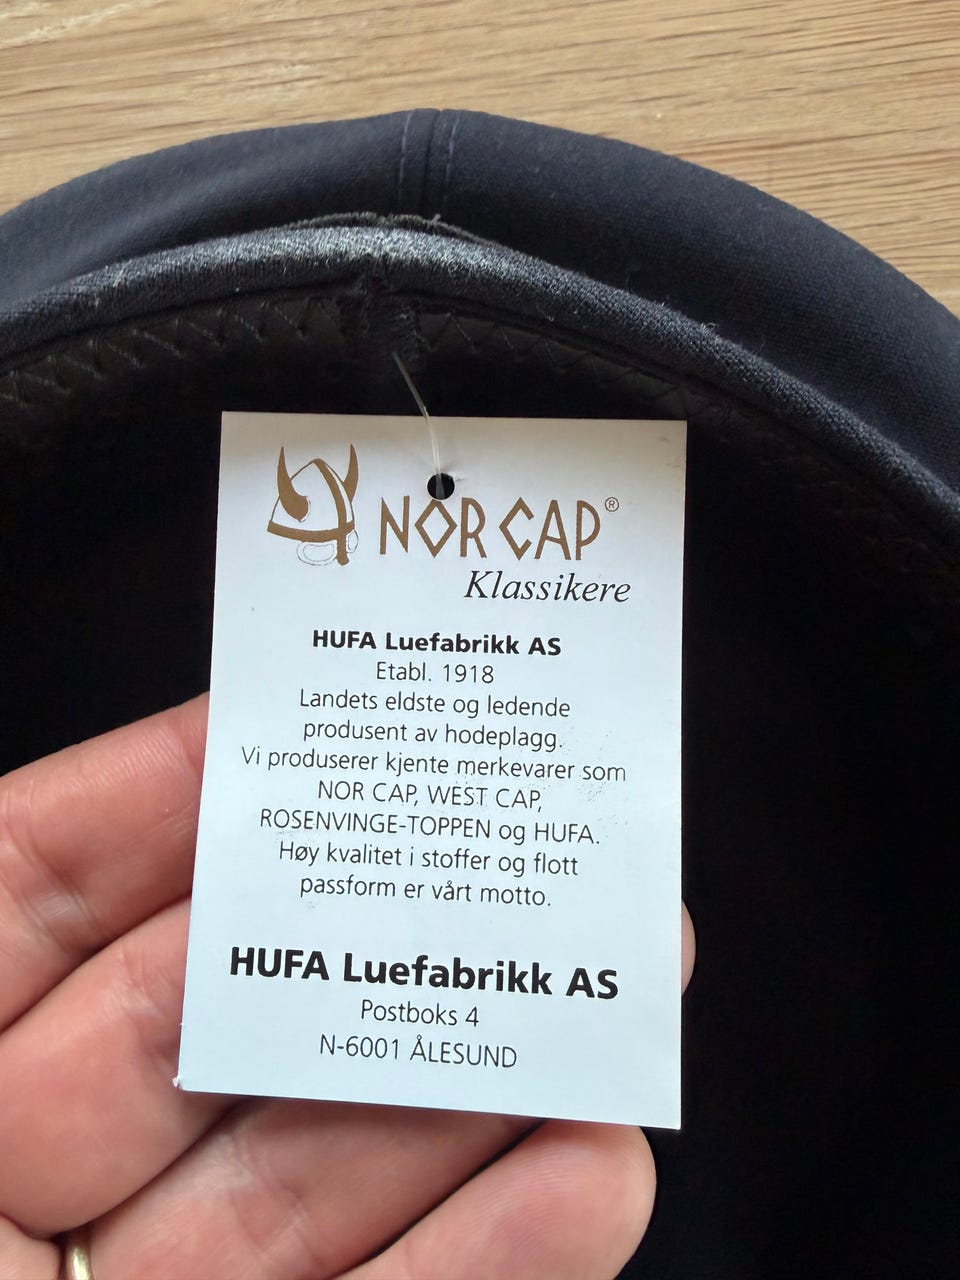 NOR CAP®
Klassikere
HUFA Luefabrikk AS
Etabl. 1918
Landets eldste og ledende
produsent av hodeplagg.
Vi produserer kjente merkevarer som
NOR CAP, WEST CAP,
ROSENVINGE-TOPPEN og HUFA.
Høy kvalitet i stoffer og flott
passform er vårt motto.
HUFA Luefabrikk AS
Postboks 4
N-6001 ÅLESUND